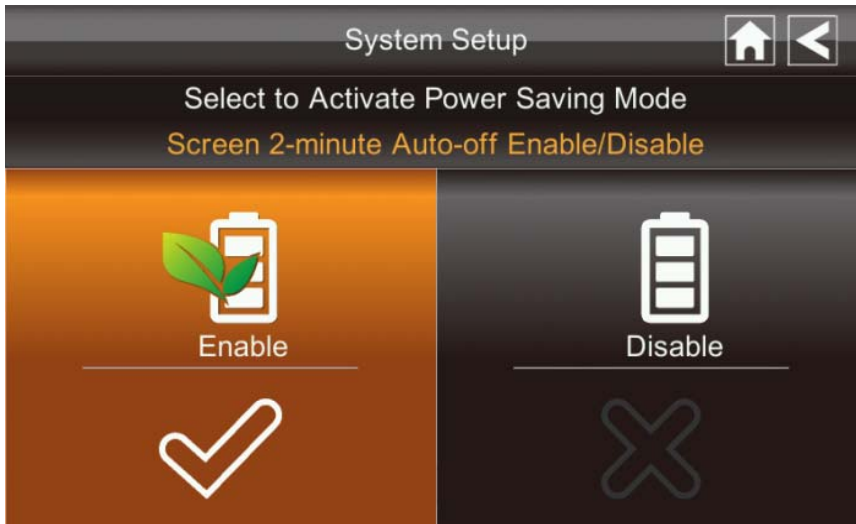 System Setup
Select to Activate Power Saving Mode
Screen 2-minute Auto-off Enable/Disable
Enable
Disable